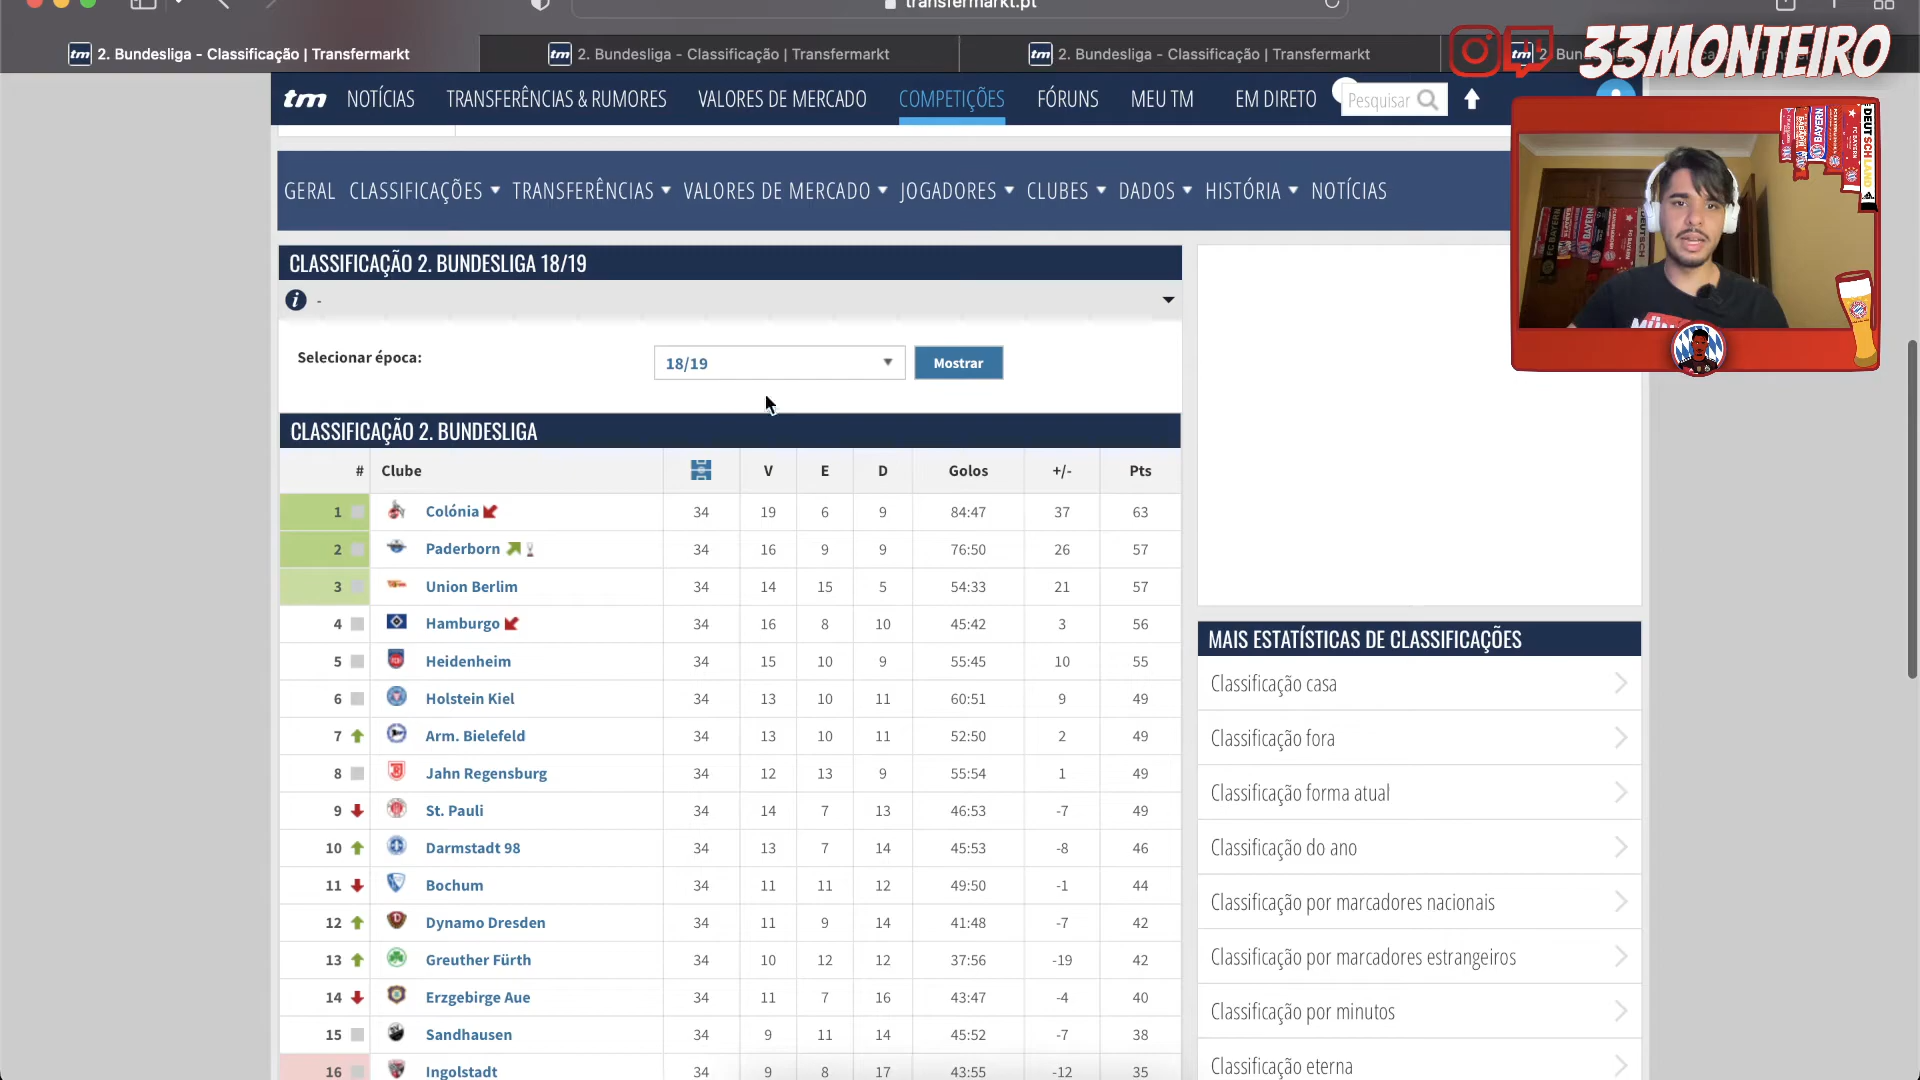 transfermarkt.pt
tm 2. Bundesliga - Classificação | Transfermarkt
tm 2. Bundesliga - Classificação | Transfermarkt
tm 2. Bundesliga - Classificação | Transfermarkt
tm 2
33MONTEIRO
tm NOTÍCIAS TRANSFERÊNCIAS & RUMORES VALORES DE MERCADO COMPETIÇÕES FÓRUNS MEU TM EM DIRETO Pesquisar
GERAL CLASSIFICAÇÕES TRANSFERÊNCIAS VALORES DE MERCADO JOGADORES CLUBES DADOS HISTÓRIA NOTÍCIAS
CLASSIFICAÇÃO 2. BUNDESLIGA 18/19
i -
Selecionar época: 18/19 Mostrar
CLASSIFICAÇÃO 2. BUNDESLIGA
# Clube V E D Golos +/- Pts
1 Colónia 34 19 6 9 84:47 37 63
2 Paderborn 34 16 9 9 76:50 26 57
3 Union Berlim 34 14 15 5 54:33 21 57
4 Hamburgo 34 16 8 10 45:42 3 56
5 Heidenheim 34 15 10 9 55:45 10 55
6 Holstein Kiel 34 13 10 11 60:51 9 49
7 Arm. Bielefeld 34 13 10 11 52:50 2 49
8 Jahn Regensburg 34 12 13 9 55:54 1 49
9 St. Pauli 34 14 7 13 46:53 -7 49
10 Darmstadt 98 34 13 7 14 45:53 -8 46
11 Bochum 34 11 11 12 49:50 -1 44
12 Dynamo Dresden 34 11 9 14 41:48 -7 42
13 Greuther Fürth 34 10 12 12 37:56 -19 42
14 Erzgebirge Aue 34 11 7 16 43:47 -4 40
15 Sandhausen 34 9 11 14 45:52 -7 38
16 Ingolstadt 34 9 8 17 43:55 -12 35
MAIS ESTATÍSTICAS DE CLASSIFICAÇÕES
Classificação casa
Classificação fora
Classificação forma atual
Classificação do ano
Classificação por marcadores nacionais
Classificação por marcadores estrangeiros
Classificação por minutos
Classificação eterna
BAYERN
FC BAYERN
DEUTSCHLAND
FC BAYERN